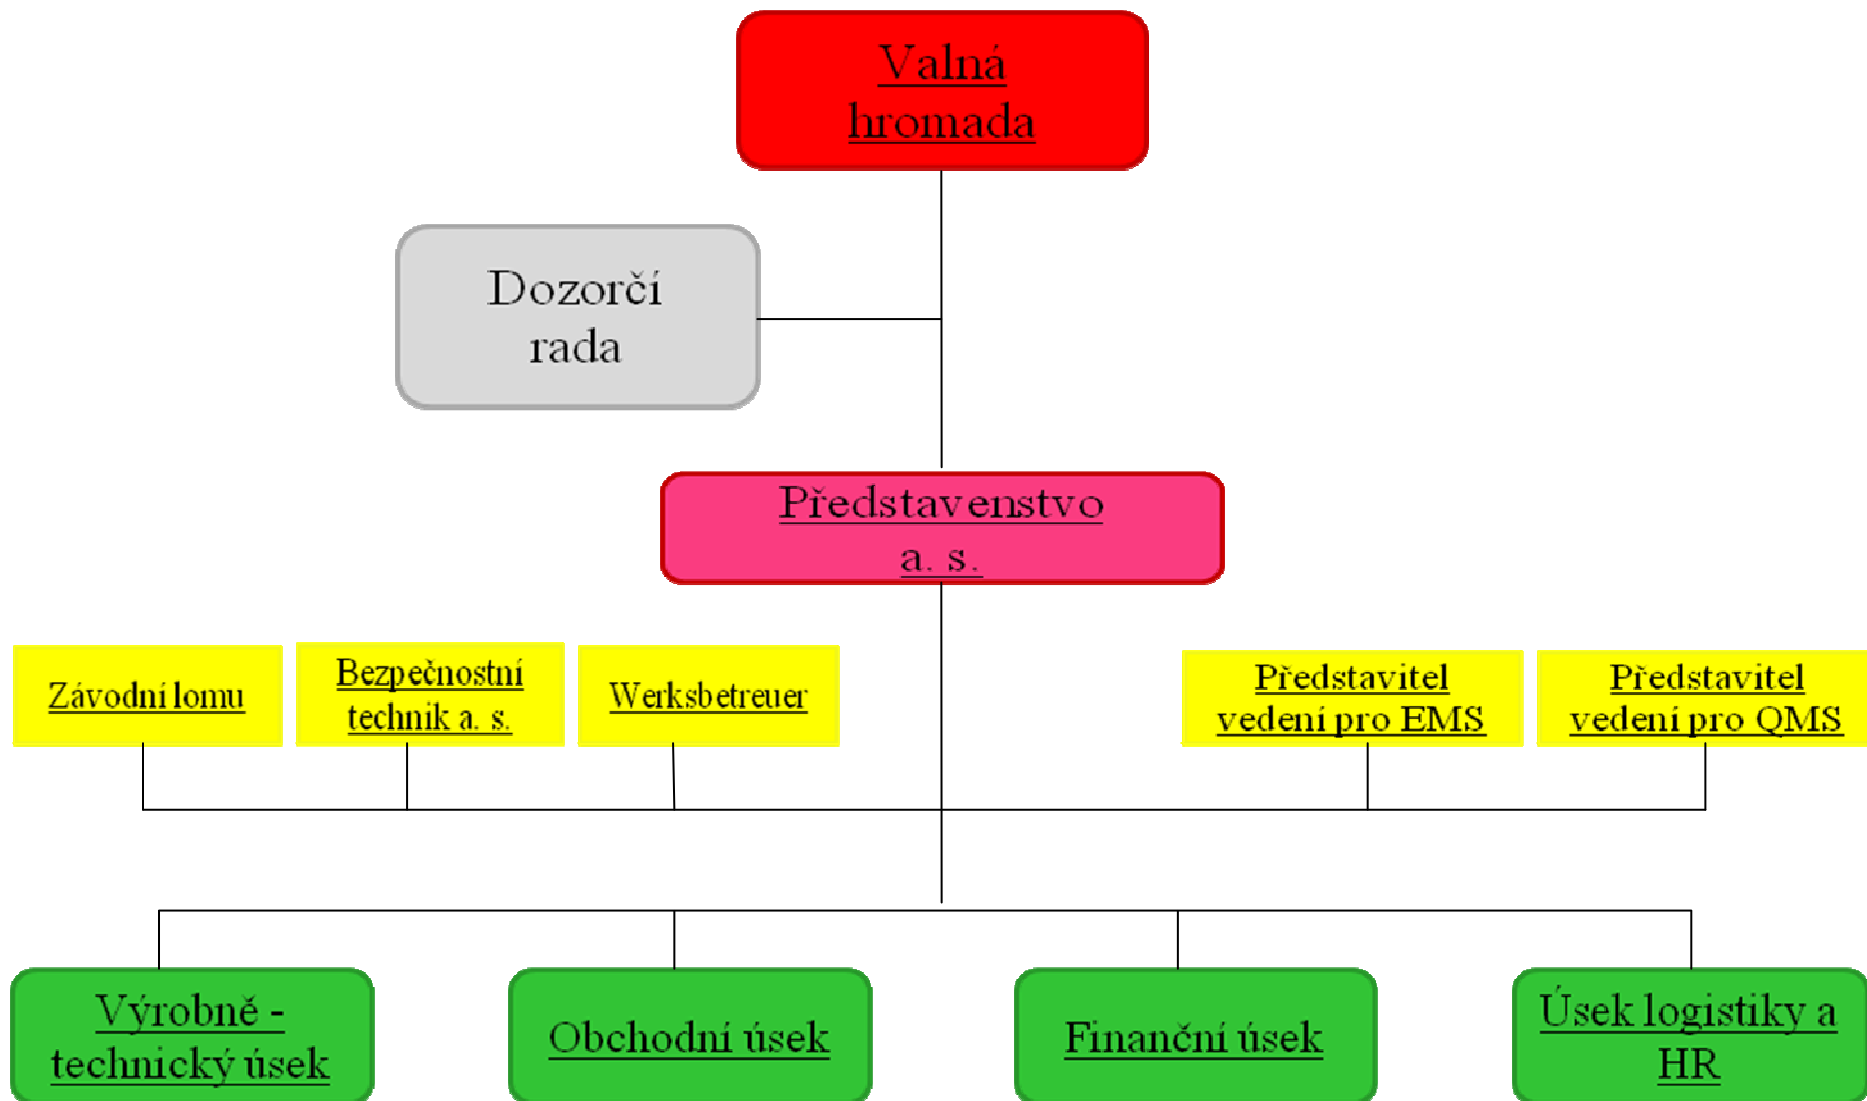 Valná
hromada
Dozorčí
rada
Představenstvo
a. s.
Závodní lomu
Bezpečnostní
technik a. s.
Werksbetreuer
Představitel
vedení pro EMS
Představitel
vedení pro QMS
Výrobně -
technický úsek
Obchodní úsek
Finanční úsek
Úsek logistiky a
HR